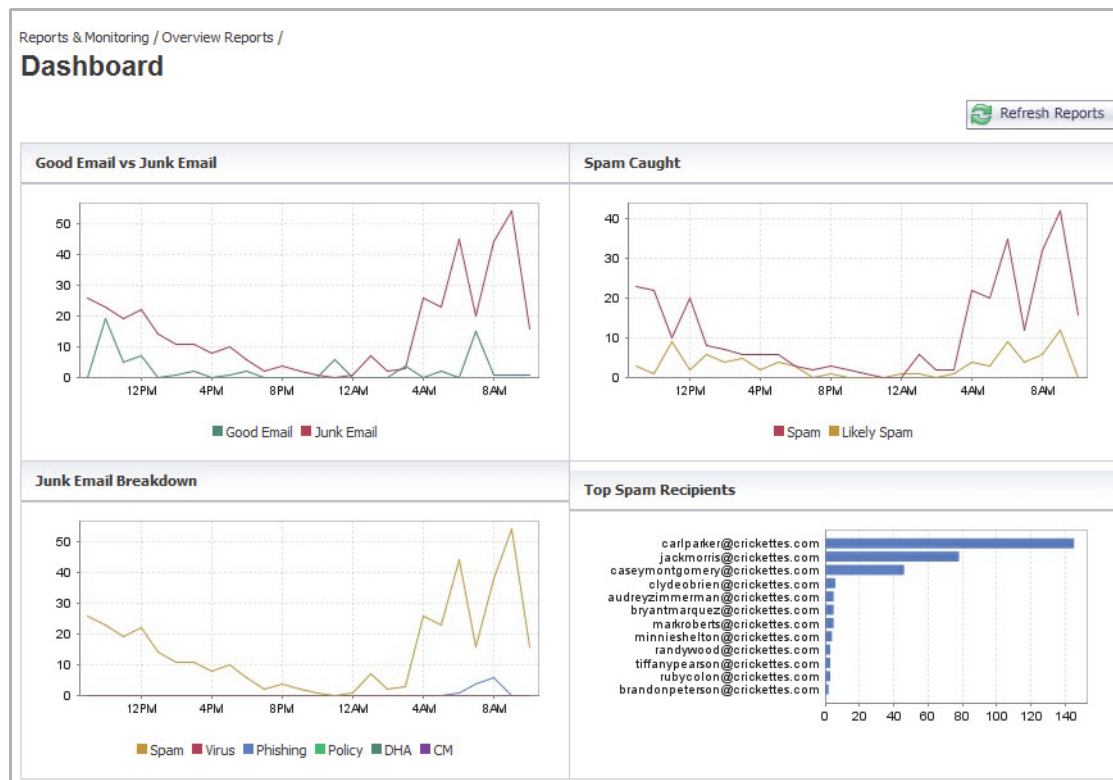 Reports & Monitoring / Overview Reports /
Dashboard
Refresh Reports
Good Email vs Junk Email
50
40
30
20
10
0
12PM 4PM 8PM 12AM 4AM 8AM
Good Email Junk Email
Spam Caught
40
30
20
10
0
12PM 4PM 8PM 12AM 4AM 8AM
Spam Likely Spam
Junk Email Breakdown
50
40
30
20
10
0
12PM 4PM 8PM 12AM 4AM 8AM
Spam Virus Phishing Policy DHA CM
Top Spam Recipients
carlparker@crickettes.com
jackmorris@crickettes.com
caseymontgomery@crickettes.com
clydeobrien@crickettes.com
audreyzimmerman@crickettes.com
bryantmarquez@crickettes.com
markroberts@crickettes.com
minnieshelton@crickettes.com
randywood@crickettes.com
tiffanypearson@crickettes.com
rubycolon@crickettes.com
brandonpeterson@crickettes.com
0 20 40 60 80 100 120 140